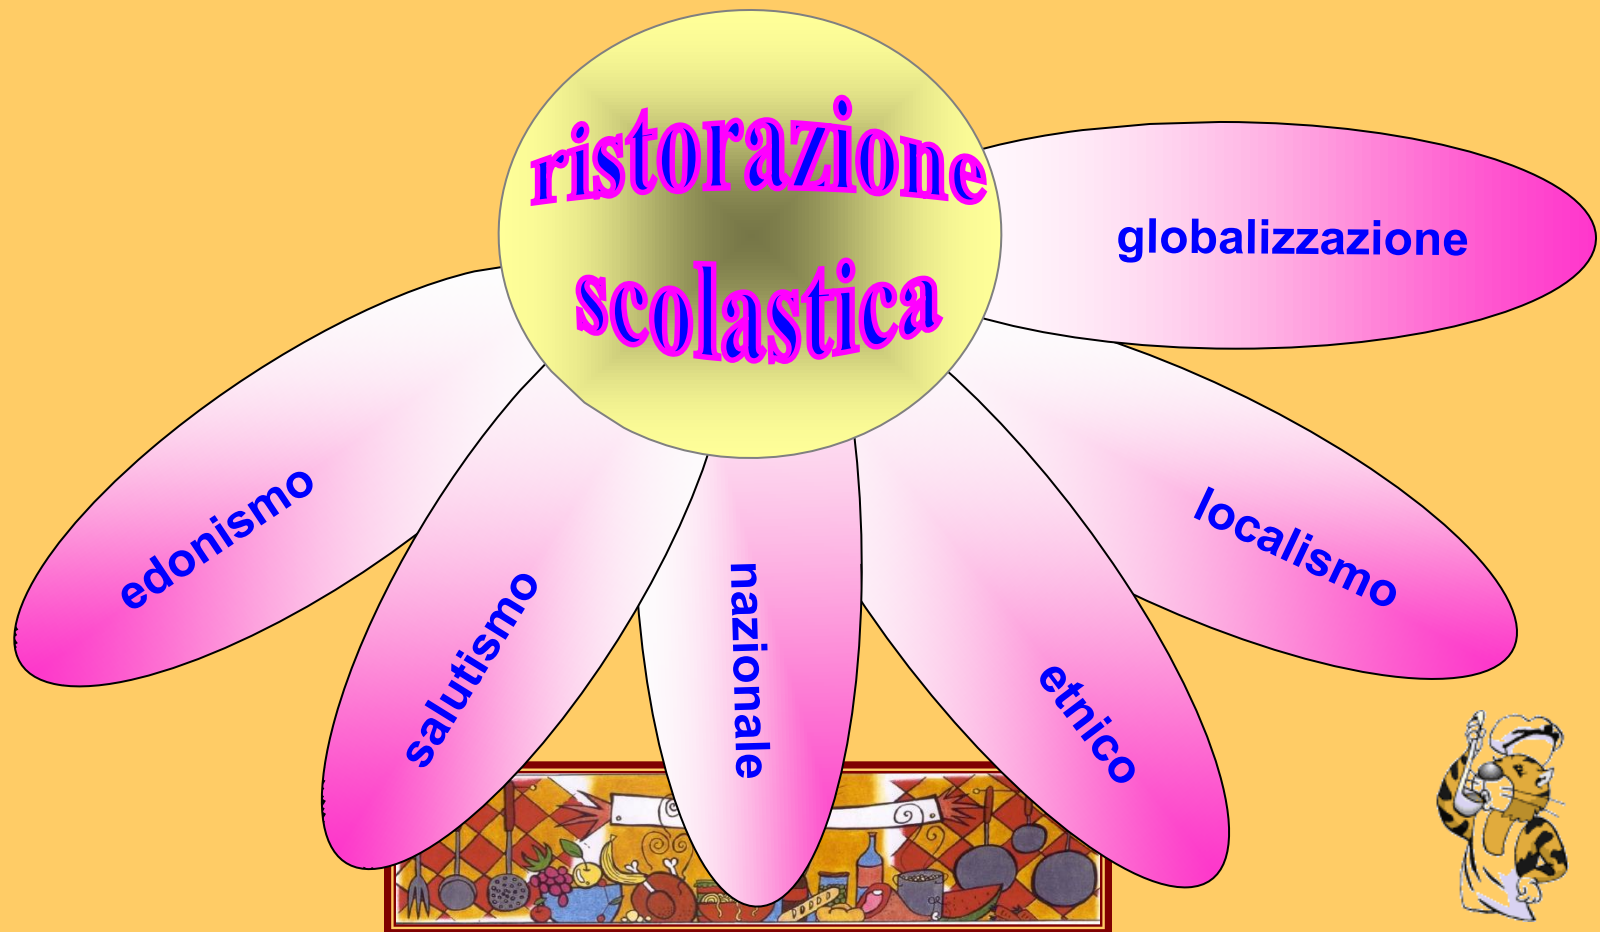 ristorazione
scolastica
globalizzazione
localismo
etnico
nazionale
salutismo
edonismo